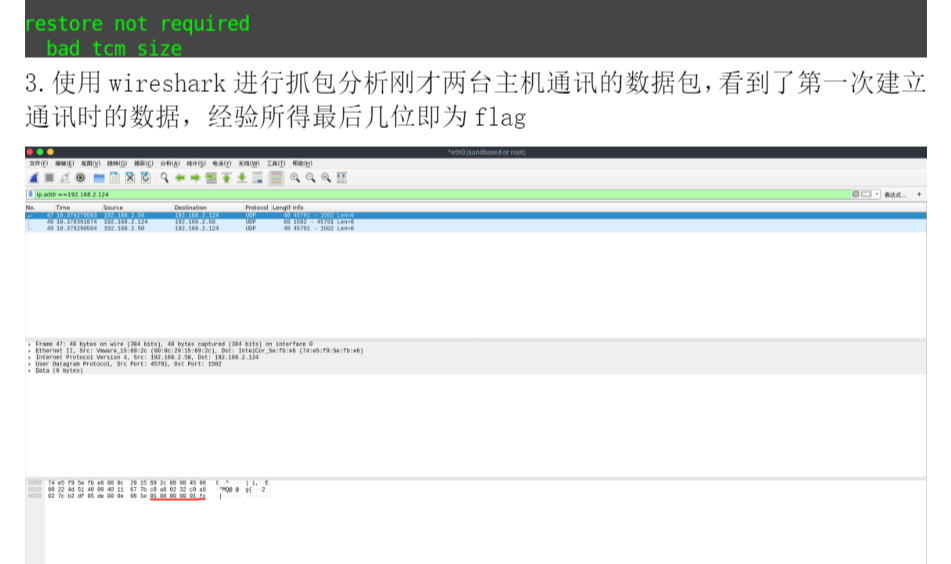 restore not required
bad tcm size
3.使用 wireshark 进行抓包分析刚才两台主机通讯的数据包,看到了第一次建立
通讯时的数据，经验所得最后几位即为 flag
*eth0 (sandboxed or root)
文件(F) 编辑(E) 视图(V) 跳转(G) 捕获(C) 分析(A) 统计(S) 电话(Y) 无线(W) 工具(T) 帮助(H)
ip.addr ==192.168.2.124 表达式… +
No. Time Source Destination Protocol Length Info
47 10.374279583 192.168.2.50 192.168.2.124 UDP 48 45791 → 1502 Len=6
192.168.2.124 192.168.2.50 UDP 60 1502 → 45791 Len=6
192.168.2.50 192.168.2.124 UDP 48 45791 → 1502 Len=6
Frame 47: 48 bytes on wire (384 bits), 48 bytes captured (384 bits) on interface 0
Ethernet II, Src: Vmware_15:69:2c (00:0c:29:15:69:2c), Dst: IntelCor_5e:fb:e6 (74:e5:f9:5e:fb:e6)
Internet Protocol Version 4, Src: 192.168.2.50, Dst: 192.168.2.124
User Datagram Protocol, Src Port: 45791, Dst Port: 1502
Data (6 bytes)
0000 74 e5 f9 5e fb e6 00 0c 29 15 69 2c 08 00 45 00
0010 00 22 4d 51 40 00 40 11 67 7b c0 a8 02 32 c0 a8
0020 02 7c b2 df 05 de 00 0e 86 5e 01 00 00 00 01 fc